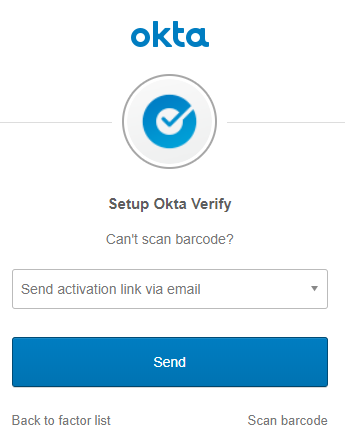 okta
Setup Okta Verify
Can't scan barcode?
Send activation link via email
Send
Back to factor list
Scan barcode